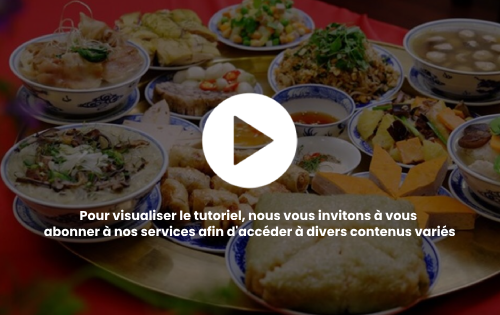 Pour visualiser le tutoriel, nous vous invitons à vous
abonner à nos services afin d'accéder à divers contenus variés